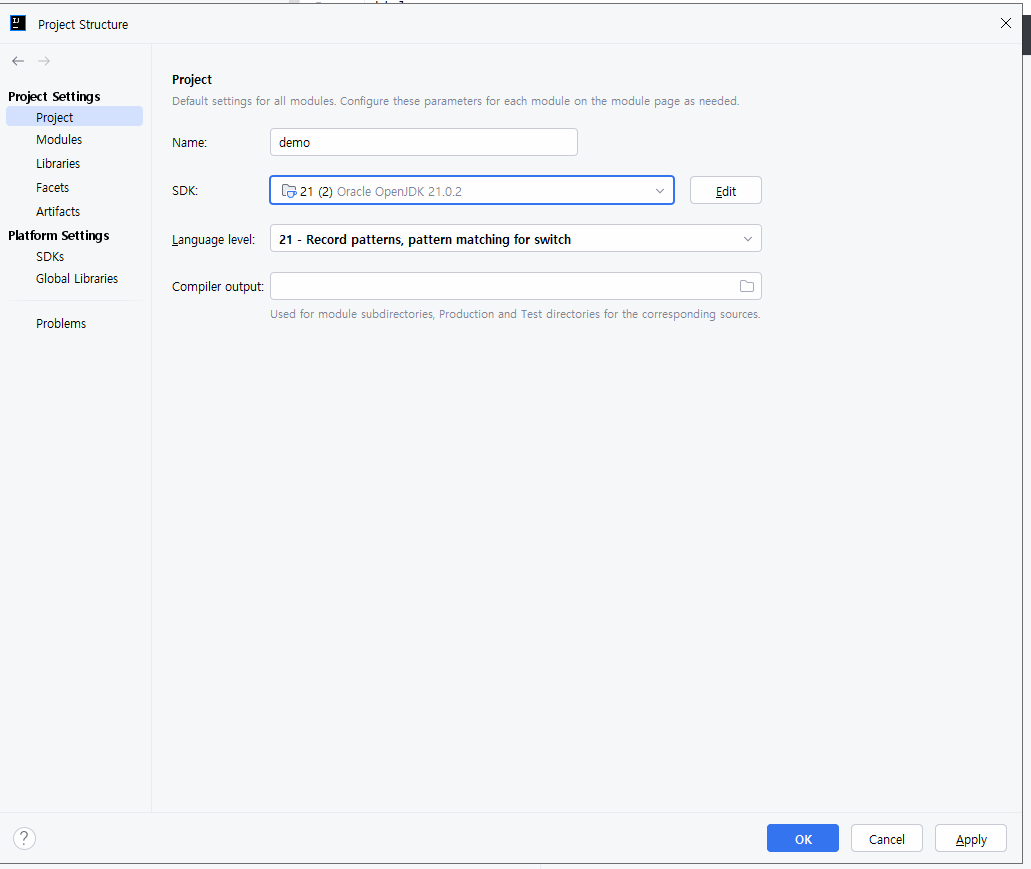 Project Structure
Project Settings
Project
Modules
Libraries
Facets
Artifacts
Platform Settings
SDKs
Global Libraries
Problems
Project
Default settings for all modules. Configure these parameters for each module on the module page as needed.
Name: demo
SDK: 21 (2) Oracle OpenJDK 21.0.2 Edit
Language level: 21 - Record patterns, pattern matching for switch
Compiler output:
Used for module subdirectories, Production and Test directories for the corresponding sources.
? OK Cancel Apply